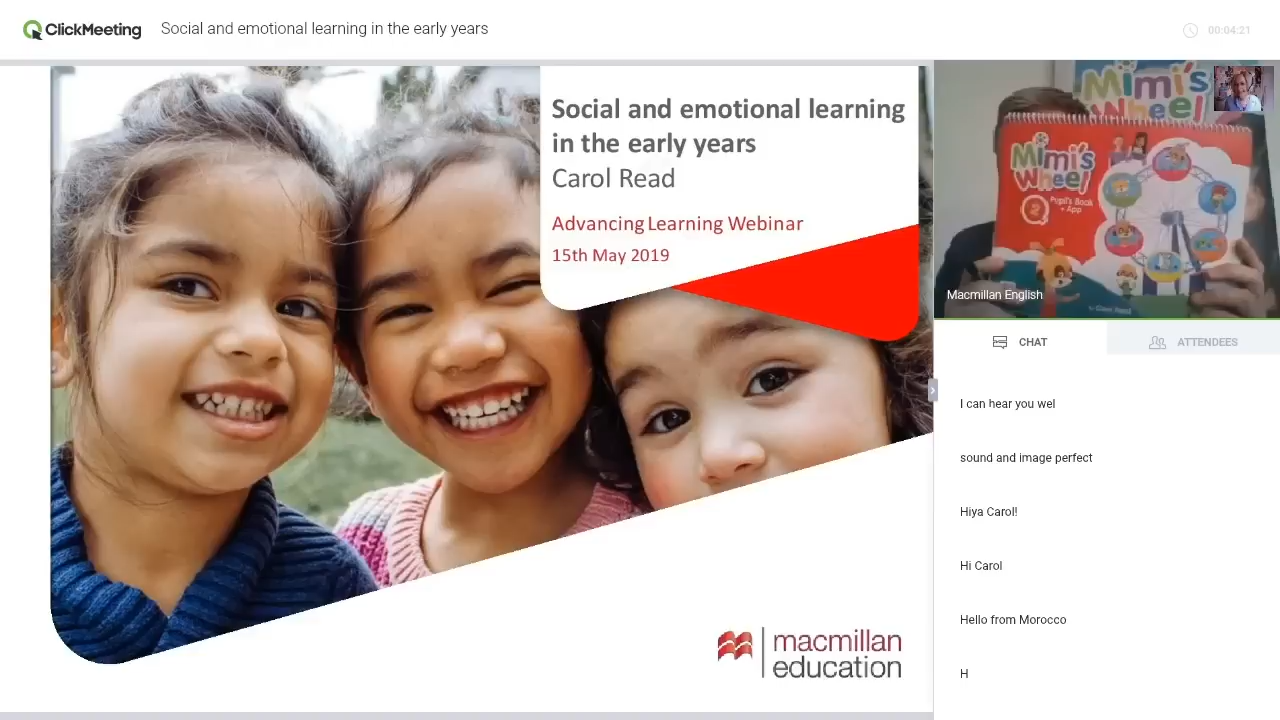 ClickMeeting
Social and emotional learning in the early years
00:04:21
Social and emotional learning
in the early years
Carol Read
Advancing Learning Webinar
15th May 2019
macmillan
education
Mimi's
Wheel
Mimi's
Wheel
2
Pupil's Book
+ App
Macmillan English
CHAT
ATTENDEES
I can hear you wel
sound and image perfect
Hiya Carol!
Hi Carol
Hello from Morocco
H